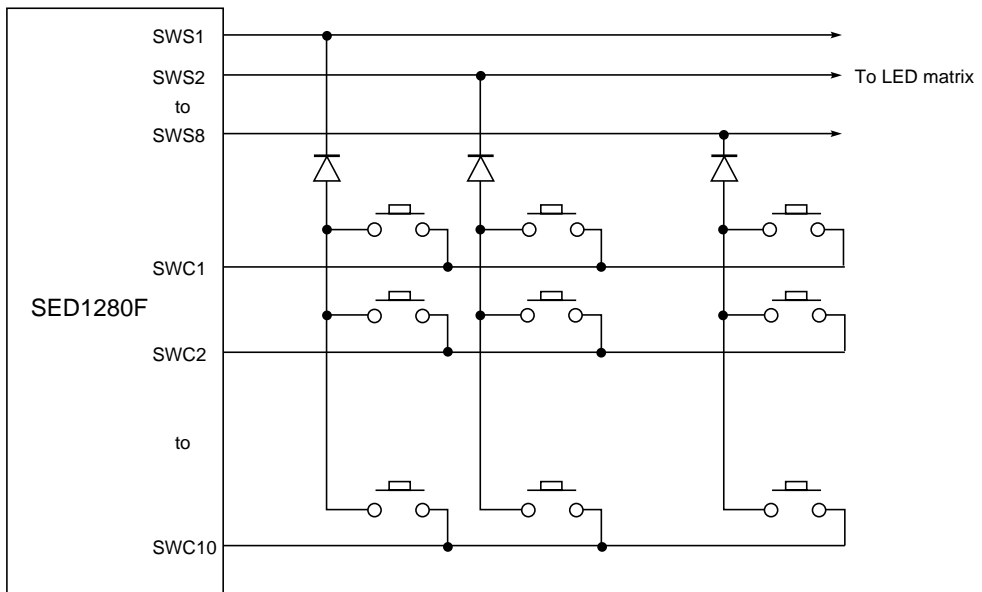 SWS1
SWS2
To LED matrix
to
SWS8
SWC1
SED1280F
SWC2
to
SWC10